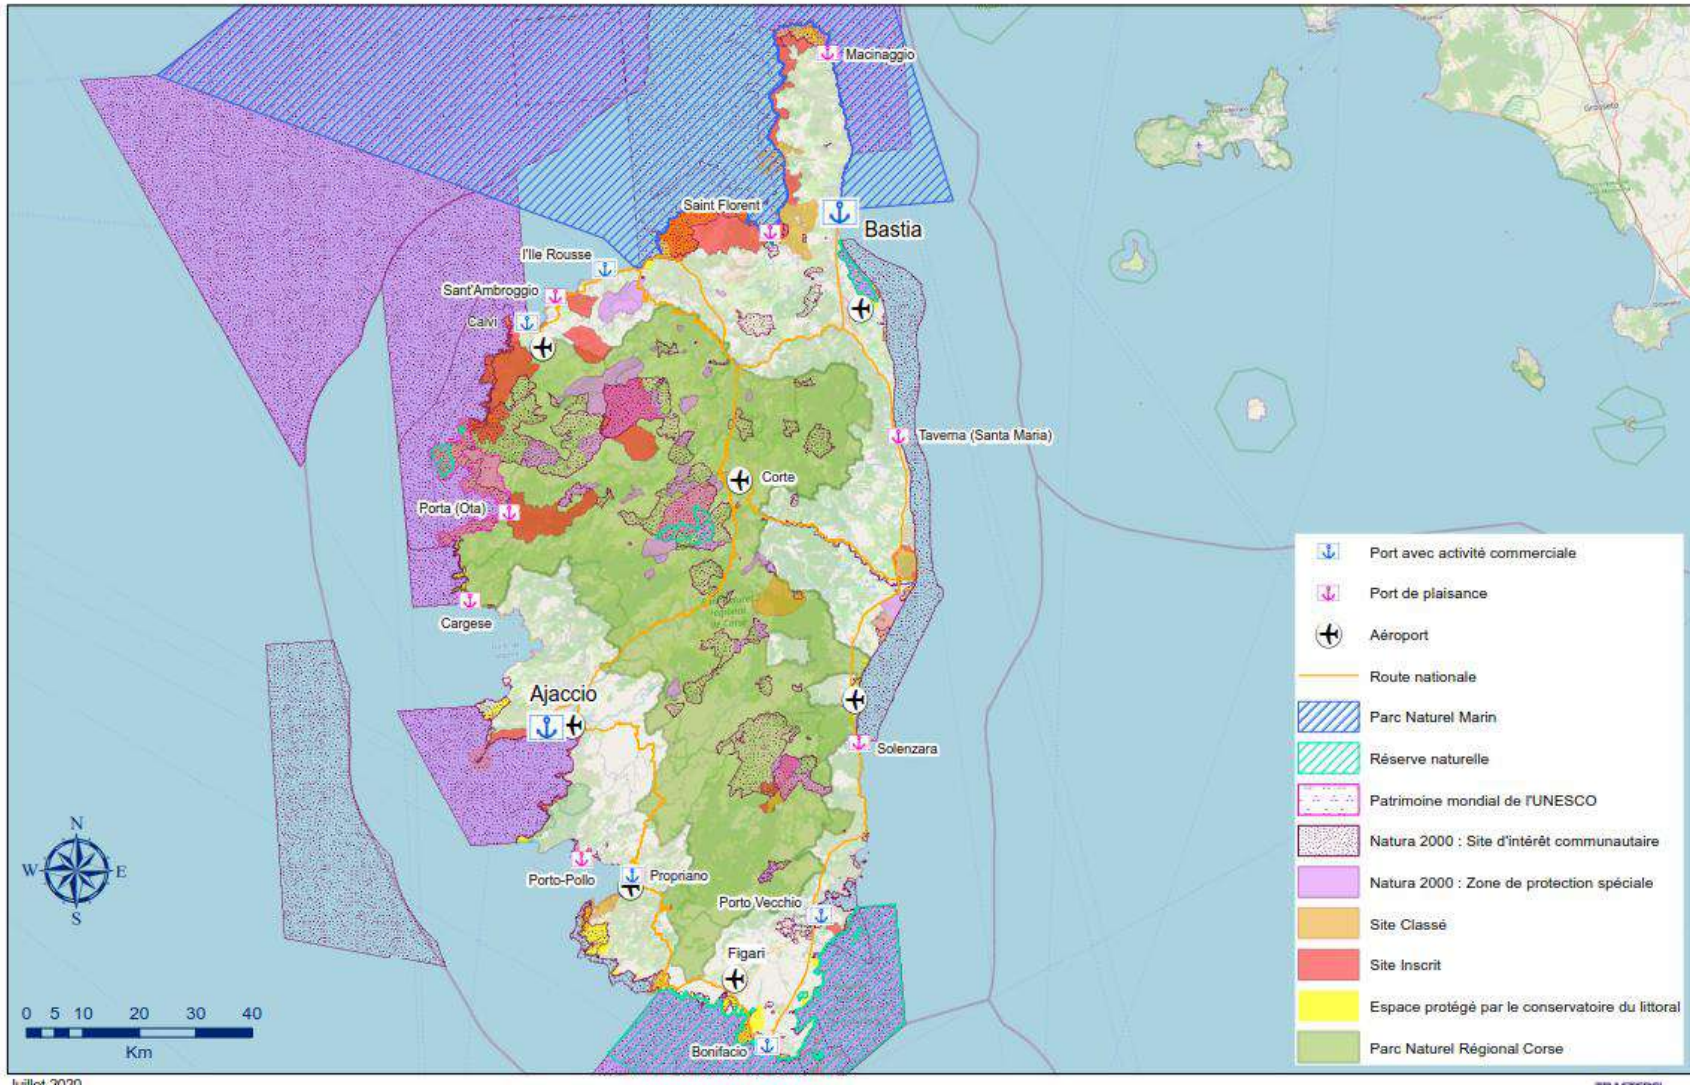 Macinaggio
Grosseto
Saint Florent
Bastia
l'Ile Rousse
Sant'Ambroggio
Calvi
Taverna (Santa Maria)
Corte
Porta (Ota)
Cargese
Ajaccio
Solenzara
Porto-Pollo
Propriano
Porto Vecchio
Figari
Bonifacio
N
W
E
S
0 5 10 20 30 40
Km
Port avec activité commerciale
Port de plaisance
Aéroport
Route nationale
Parc Naturel Marin
Réserve naturelle
Patrimoine mondial de l'UNESCO
Natura 2000 : Site d'intérêt communautaire
Natura 2000 : Zone de protection spéciale
Site Classé
Site Inscrit
Espace protégé par le conservatoire du littoral
Parc Naturel Régional Corse
Juillet 2020